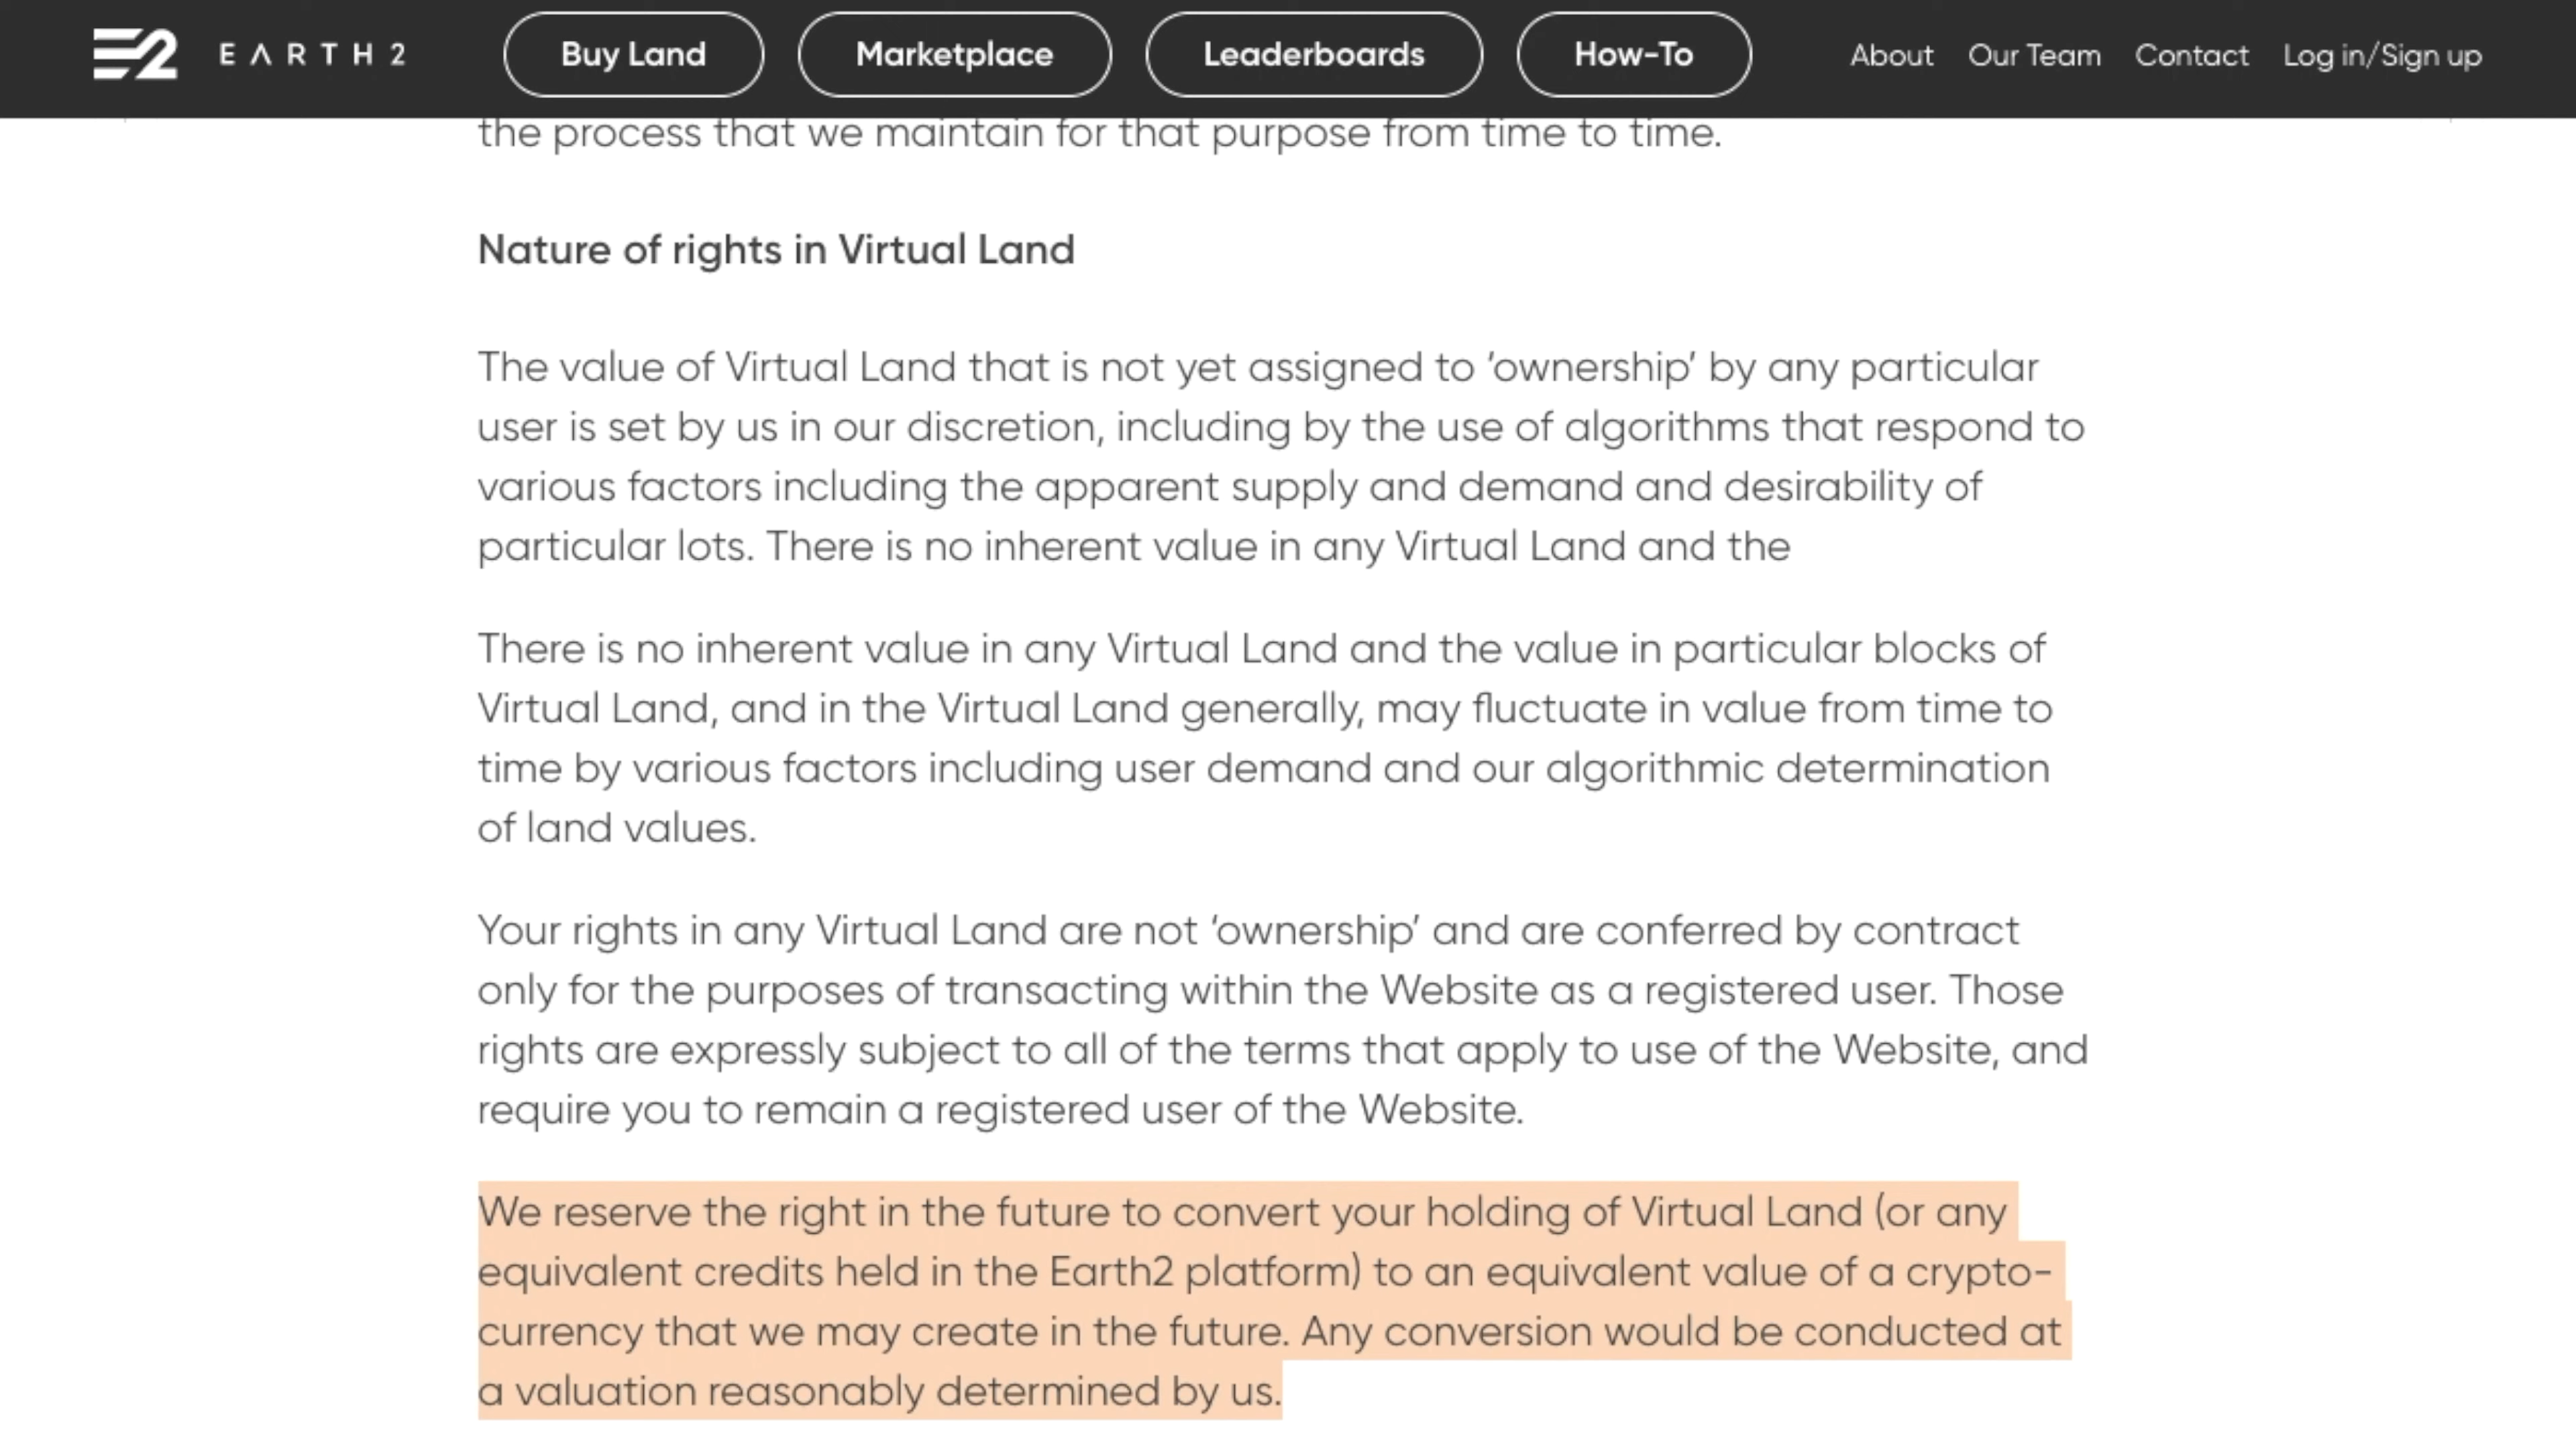 E2 EARTH 2 Buy Land Marketplace Leaderboards How-To About Our Team Contact Log in/Sign up
the process that we maintain for that purpose from time to time.
Nature of rights in Virtual Land
The value of Virtual Land that is not yet assigned to ‘ownership’ by any particular
user is set by us in our discretion, including by the use of algorithms that respond to
various factors including the apparent supply and demand and desirability of
particular lots. There is no inherent value in any Virtual Land and the
There is no inherent value in any Virtual Land and the value in particular blocks of
Virtual Land, and in the Virtual Land generally, may fluctuate in value from time to
time by various factors including user demand and our algorithmic determination
of land values.
Your rights in any Virtual Land are not ‘ownership’ and are conferred by contract
only for the purposes of transacting within the Website as a registered user. Those
rights are expressly subject to all of the terms that apply to use of the Website, and
require you to remain a registered user of the Website.
We reserve the right in the future to convert your holding of Virtual Land (or any
equivalent credits held in the Earth2 platform) to an equivalent value of a crypto-
currency that we may create in the future. Any conversion would be conducted at
a valuation reasonably determined by us.